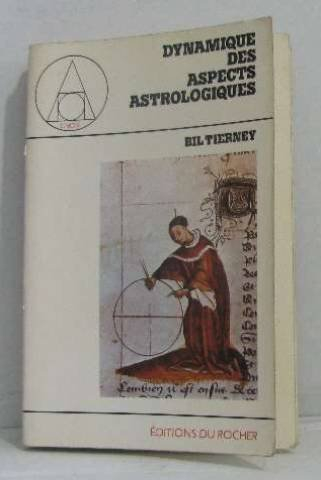 DYNAMIQUE
DES
ASPECTS
ASTROLOGIQUES
BIL TIERNEY
ÉDITIONS DU ROCHER